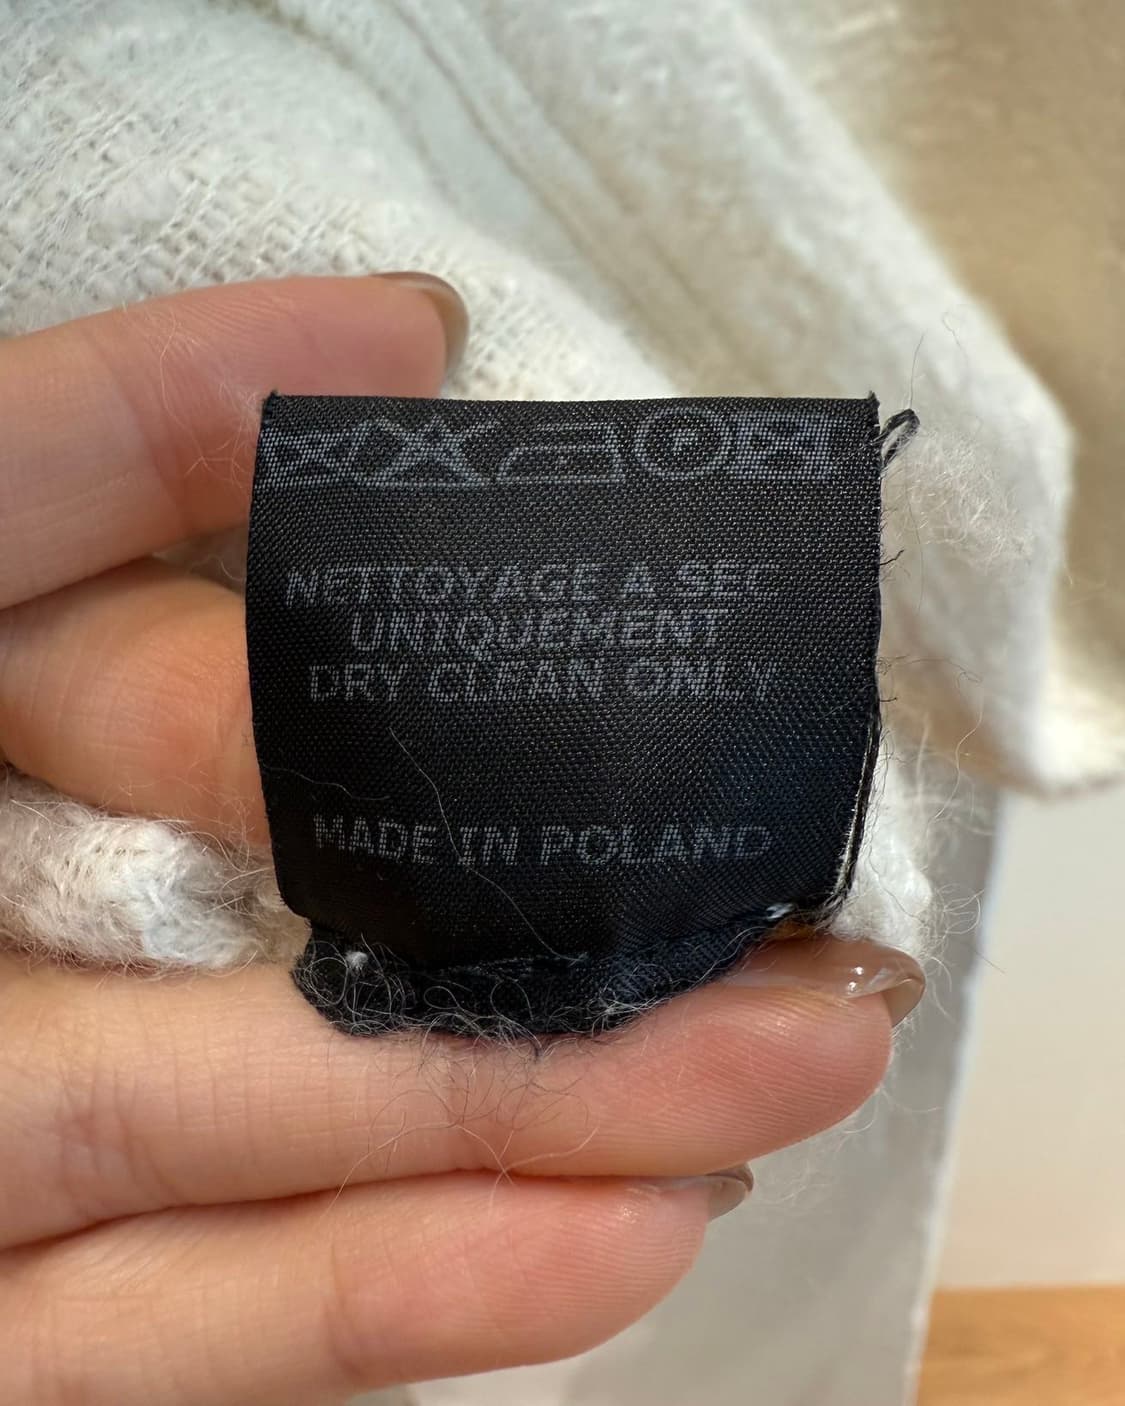 NETTOYAGE A SEC
UNIQUEMENT
DRY CLEAN ONLY
MADE IN POLAND